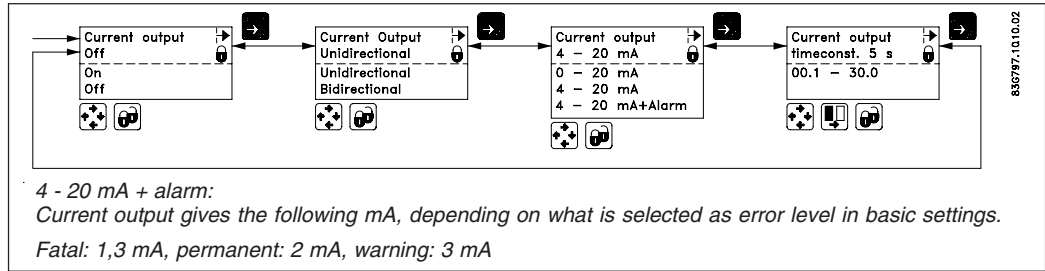 Current output
Off
On
Off
Current Output
Unidirectional
Unidirectional
Bidirectional
Current output
4 – 20 mA
0 – 20 mA
4 – 20 mA
4 – 20 mA+Alarm
Current output
timeconst. 5 s
00.1 – 30.0
83G797.10.10.02
4 - 20 mA + alarm:
Current output gives the following mA, depending on what is selected as error level in basic settings.
Fatal: 1,3 mA, permanent: 2 mA, warning: 3 mA